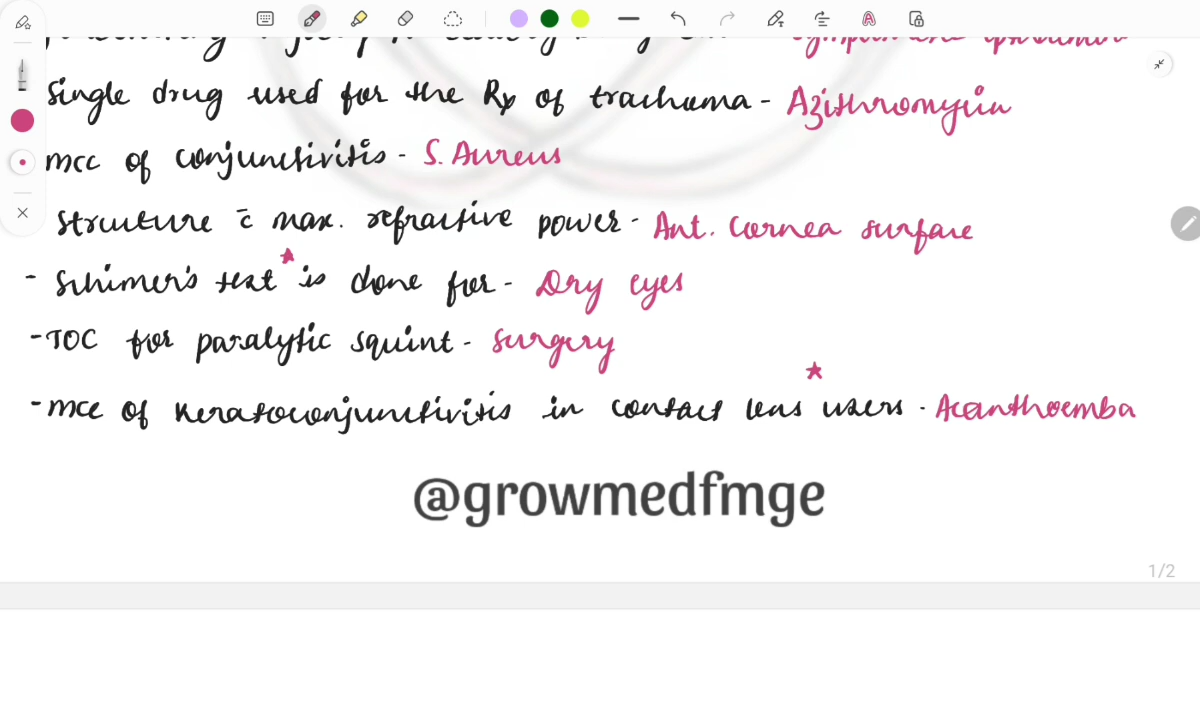 Single drug used for the Rx of trachuma - Azithromyin
mcc of conjunctivitis - S. Aureus
Structure c̄ max. refractive power - Ant. Cornea surface
- Schimer's test is done for - Dry eyes
- TOC for paralytic squint - surgery
- mcc of Keratoconjunctivitis in contact lens users - Acanthoemba
@growmedfmge
1/2